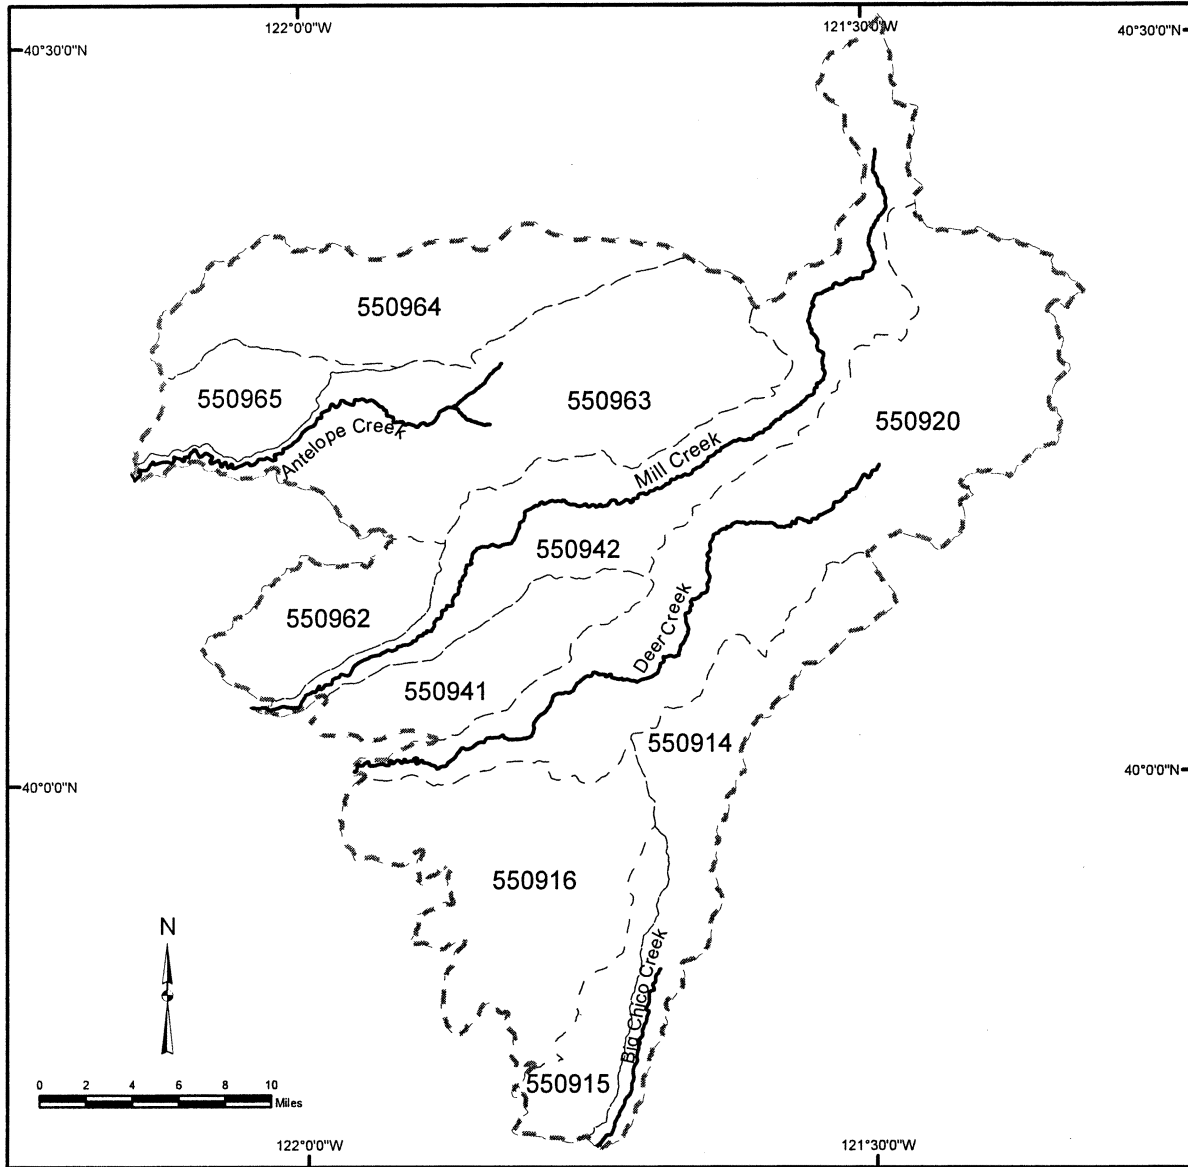 122°0'0"W
121°30'0"W
40°30'0"N
40°30'0"N
550964
550965
550963
550920
Antelope Creek
Mill Creek
550942
550962
Deer Creek
550941
550914
40°0'0"N
40°0'0"N
550916
N
Big Chico Creek
550915
0 2 4 6 8 10
Miles
122°0'0"W
121°30'0"W